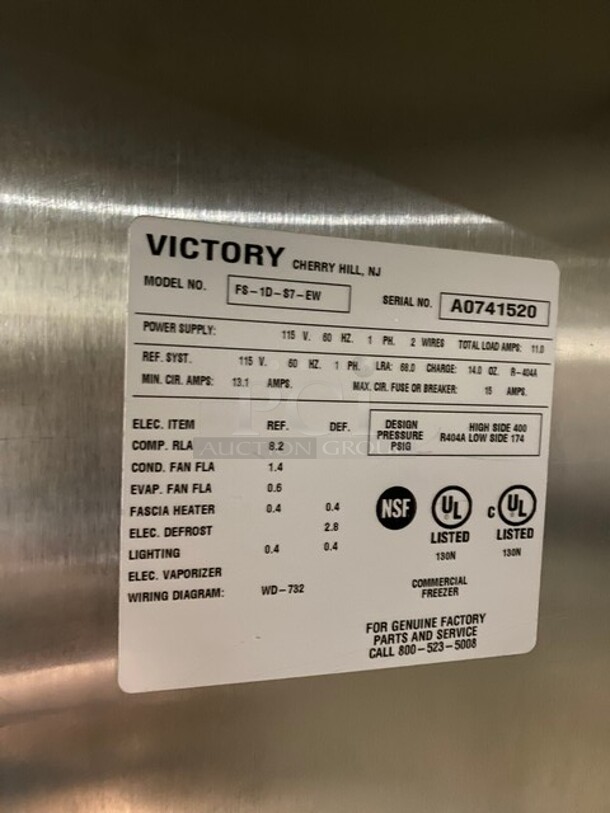 VICTORY CHERRY HILL, NJ
MODEL NO. FS-1D-S7-EW SERIAL NO. A0741520
POWER SUPPLY: 115 V. 60 HZ. 1 PH. 2 WIRES TOTAL LOAD AMPS: 11.0
REF. SYST. 115 V. 60 HZ. 1 PH. LRA: 68.0 CHARGE: 14.0 OZ. R-404A
MIN. CIR. AMPS: 13.1 AMPS. MAX. CIR. FUSE OR BREAKER: 15 AMPS.
ELEC. ITEM REF. DEF.
COMP. RLA 8.2
COND. FAN FLA 1.4
EVAP. FAN FLA 0.6
FASCIA HEATER 0.4 0.4
ELEC. DEFROST 2.8
LIGHTING 0.4 0.4
ELEC. VAPORIZER
WIRING DIAGRAM: WD-732
DESIGN
PRESSURE
PSIG
HIGH SIDE 400
R404A LOW SIDE 174
NSF
UL
LISTED
130N
C UL
LISTED
130N
COMMERCIAL
FREEZER
FOR GENUINE FACTORY
PARTS AND SERVICE
CALL 800-523-5008
PCI
AUCTION GROUP